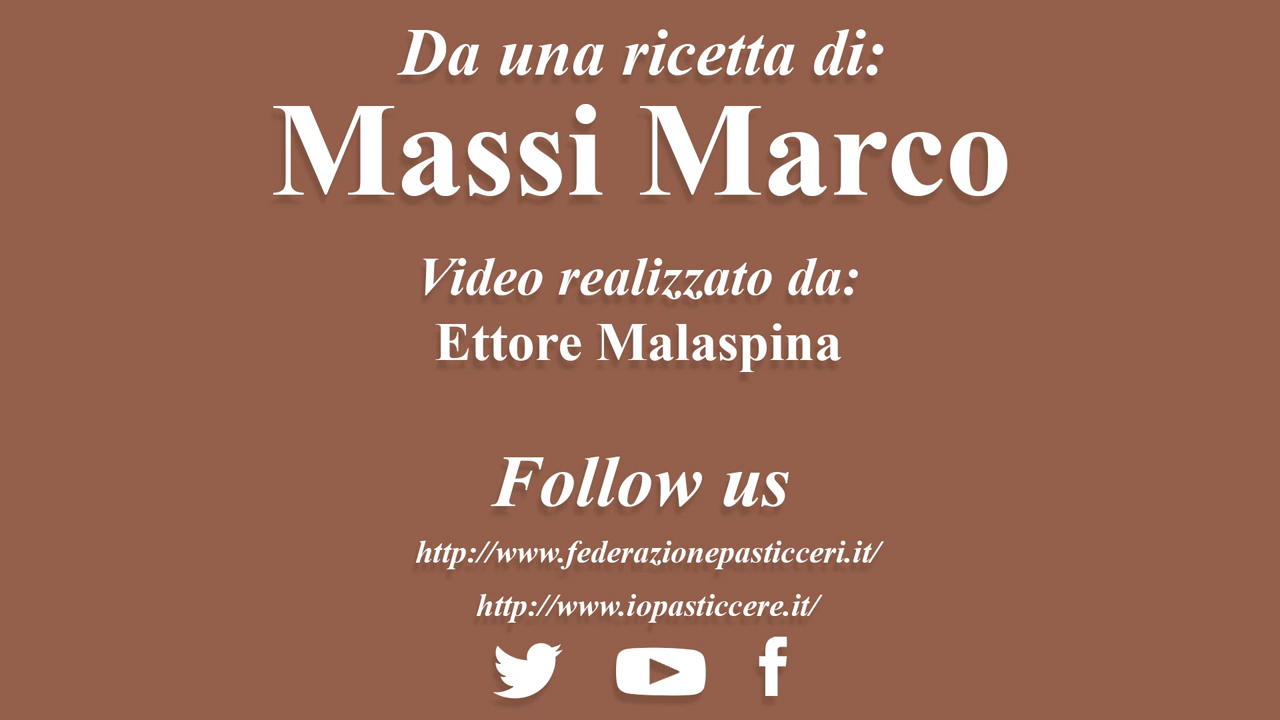 Da una ricetta di:
Massi Marco
Video realizzato da:
Ettore Malaspina
Follow us
http://www.federazionepasticceri.it/
http://www.iopasticcere.it/